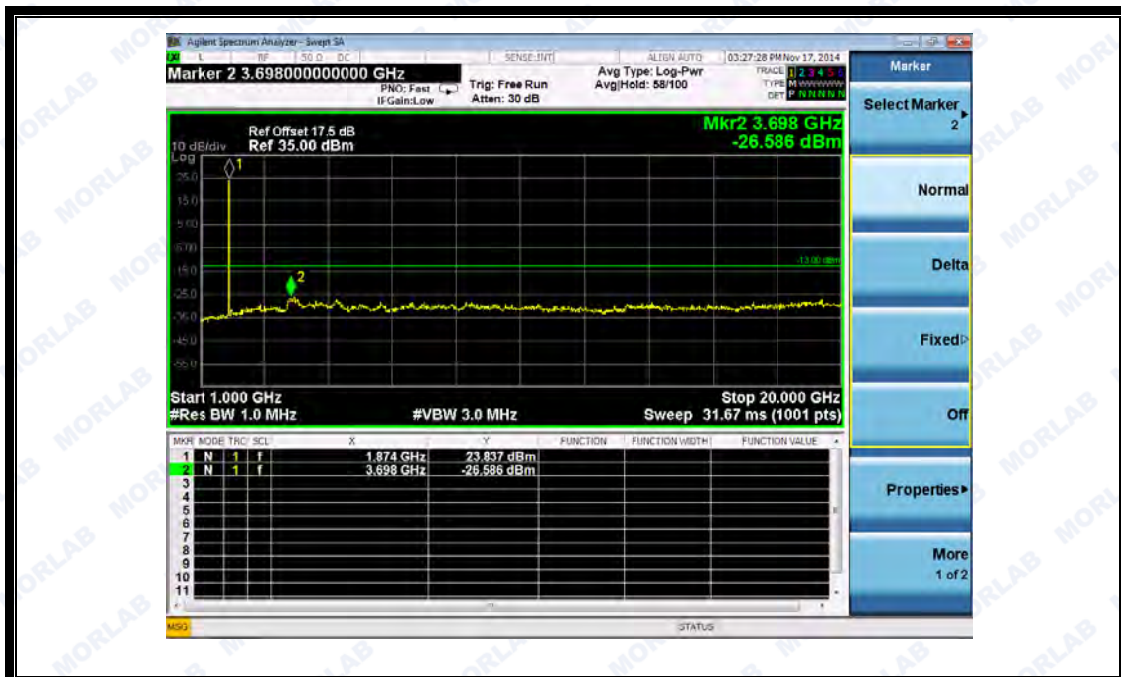 Agilent Spectrum Analyzer - Swept SA
L RF 50 Ω DC SENSE:INT ALIGN AUTO 03:27:28 PM Nov 17, 2014
Marker 2 3.698000000000 GHz
PNO: Fast
IFGain:Low
Trig: Free Run
Atten: 30 dB
Avg Type: Log-Pwr
Avg|Hold: 58/100
TRACE 1 2 3 4 5 6
TYPE M WWWWW
DET P N N N N N
Mkr2 3.698 GHz
-26.586 dBm
Ref Offset 17.5 dB
10 dB/div Ref 35.00 dBm
Log
25.0
15.0
5.00
-5.00
-15.0
-25.0
-35.0
-45.0
-55.0
1
2
-13.00 dBm
Start 1.000 GHz Stop 20.000 GHz
#Res BW 1.0 MHz #VBW 3.0 MHz Sweep 31.67 ms (1001 pts)
MKR MODE TRC SCL X Y FUNCTION FUNCTION WIDTH FUNCTION VALUE
1 N 1 f 1.874 GHz 23.837 dBm
2 N 1 f 3.698 GHz -26.586 dBm
3
4
5
6
7
8
9
10
11
MSG STATUS
Marker
Select Marker
2
Normal
Delta
Fixed
Off
Properties
More
1 of 2
MORLAB